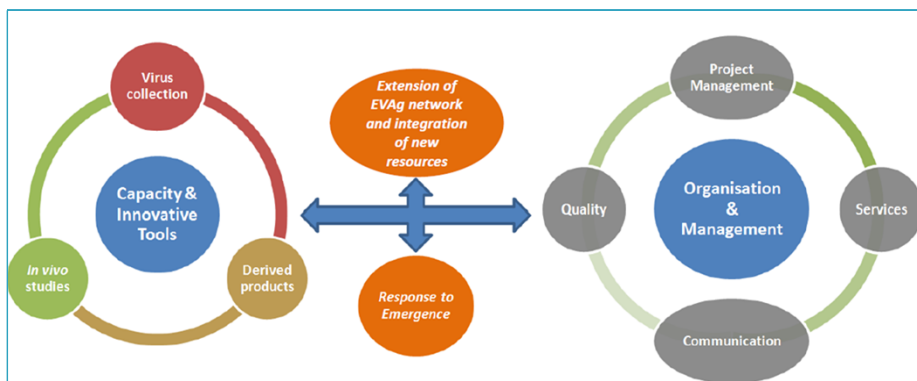 Virus
collection
Capacity &
Innovative
Tools
In vivo
studies
Derived
products
Extension of
EVAg network
and integration
of new
resources
Response to
Emergence
Project
Management
Quality
Organisation
&
Management
Services
Communication